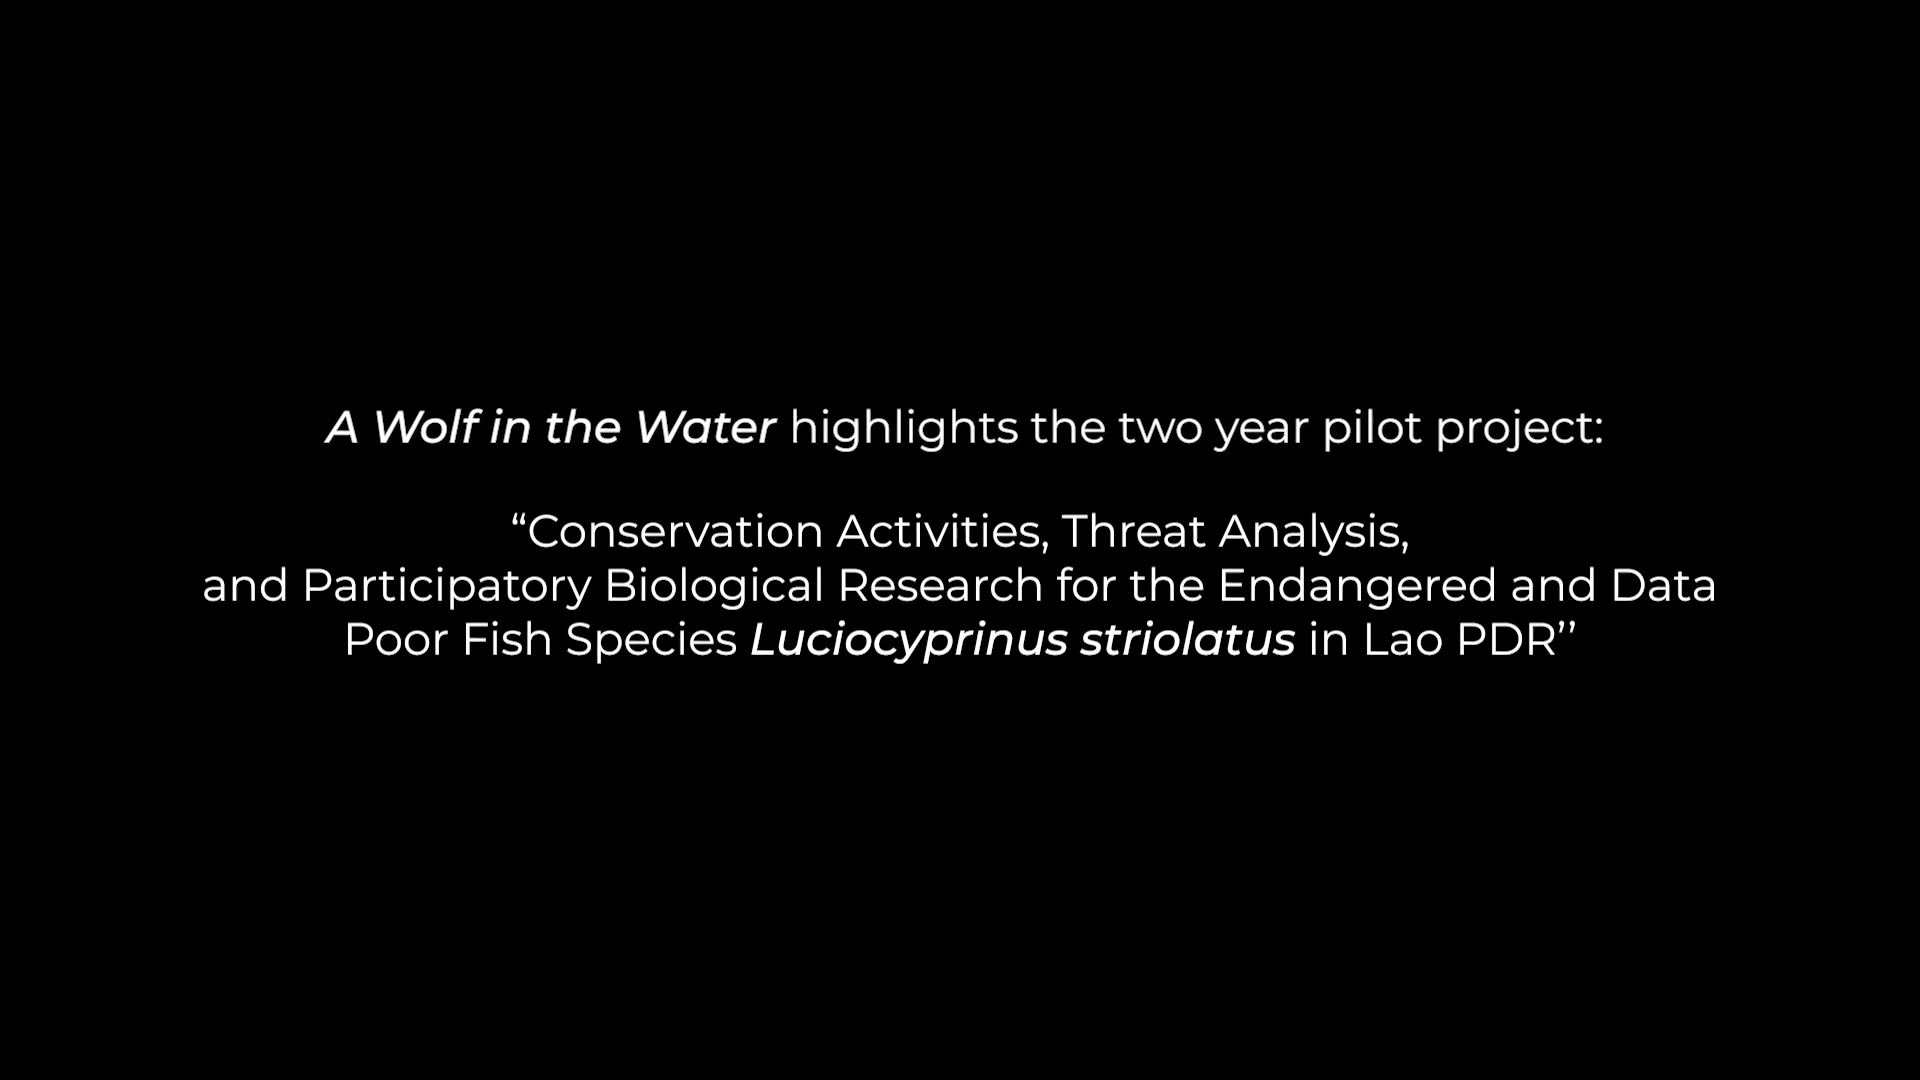 A Wolf in the Water highlights the two year pilot project:
“Conservation Activities, Threat Analysis,
and Participatory Biological Research for the Endangered and Data
Poor Fish Species Luciocyprinus striolatus in Lao PDR’’